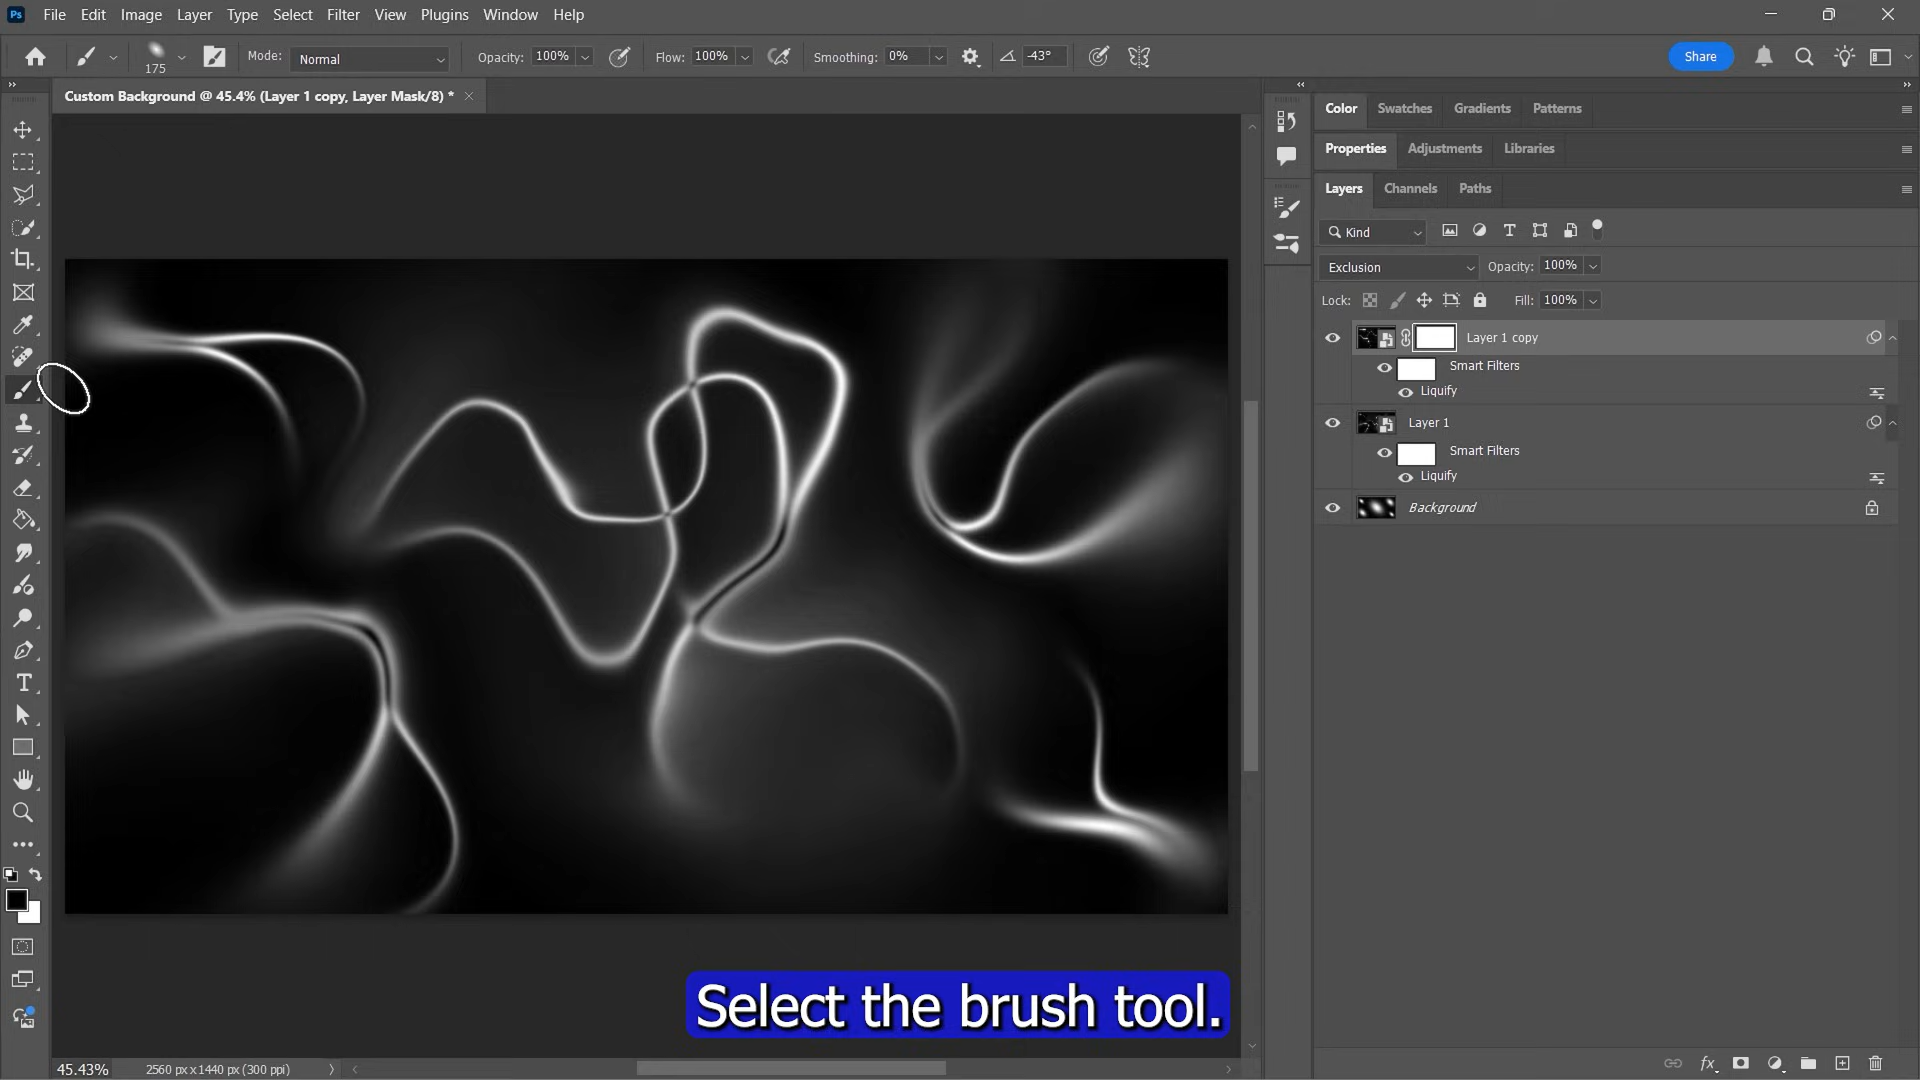 Ps File Edit Image Layer Type Select Filter View Plugins Window Help
175 Mode: Normal Opacity: 100% Flow: 100% Smoothing: 0% -43° Share
Custom Background @ 45.4% (Layer 1 copy, Layer Mask/8) *
Color Swatches Gradients Patterns
Properties Adjustments Libraries
Layers Channels Paths
Kind
Exclusion Opacity: 100%
Lock: Fill: 100%
Layer 1 copy
Smart Filters
Liquify
Layer 1
Smart Filters
Liquify
Background
Select the brush tool.
45.43% 2560 px x 1440 px (300 ppi)
fx